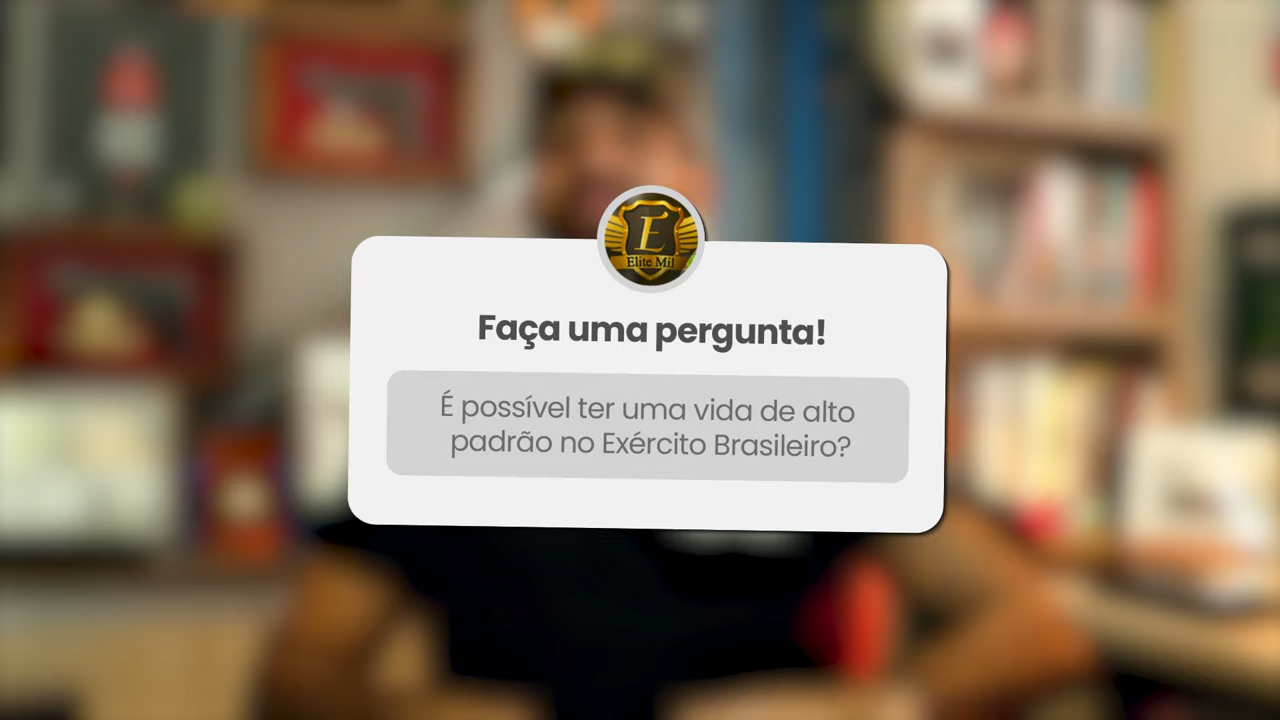 E
Elite Mil
Faça uma pergunta!
É possível ter uma vida de alto
padrão no Exército Brasileiro?